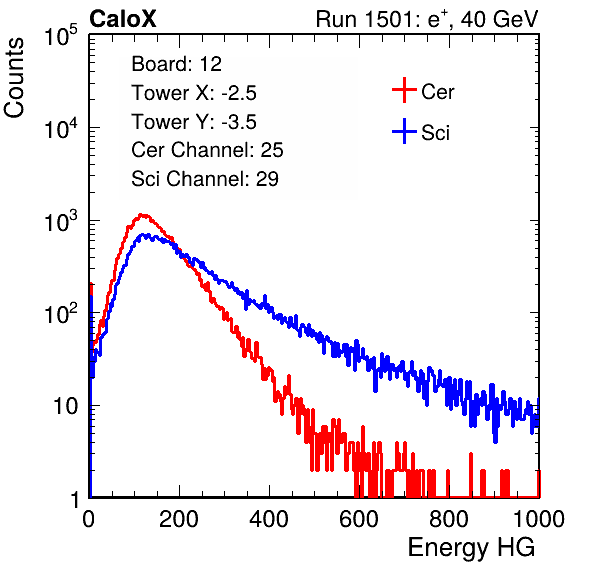 CaloX
Run 1501: e⁺, 40 GeV
Counts
Board: 12
Tower X: -2.5
Tower Y: -3.5
Cer Channel: 25
Sci Channel: 29
Cer
Sci
10⁵
10⁴
10³
10²
10
1
0 200 400 600 800 1000
Energy HG